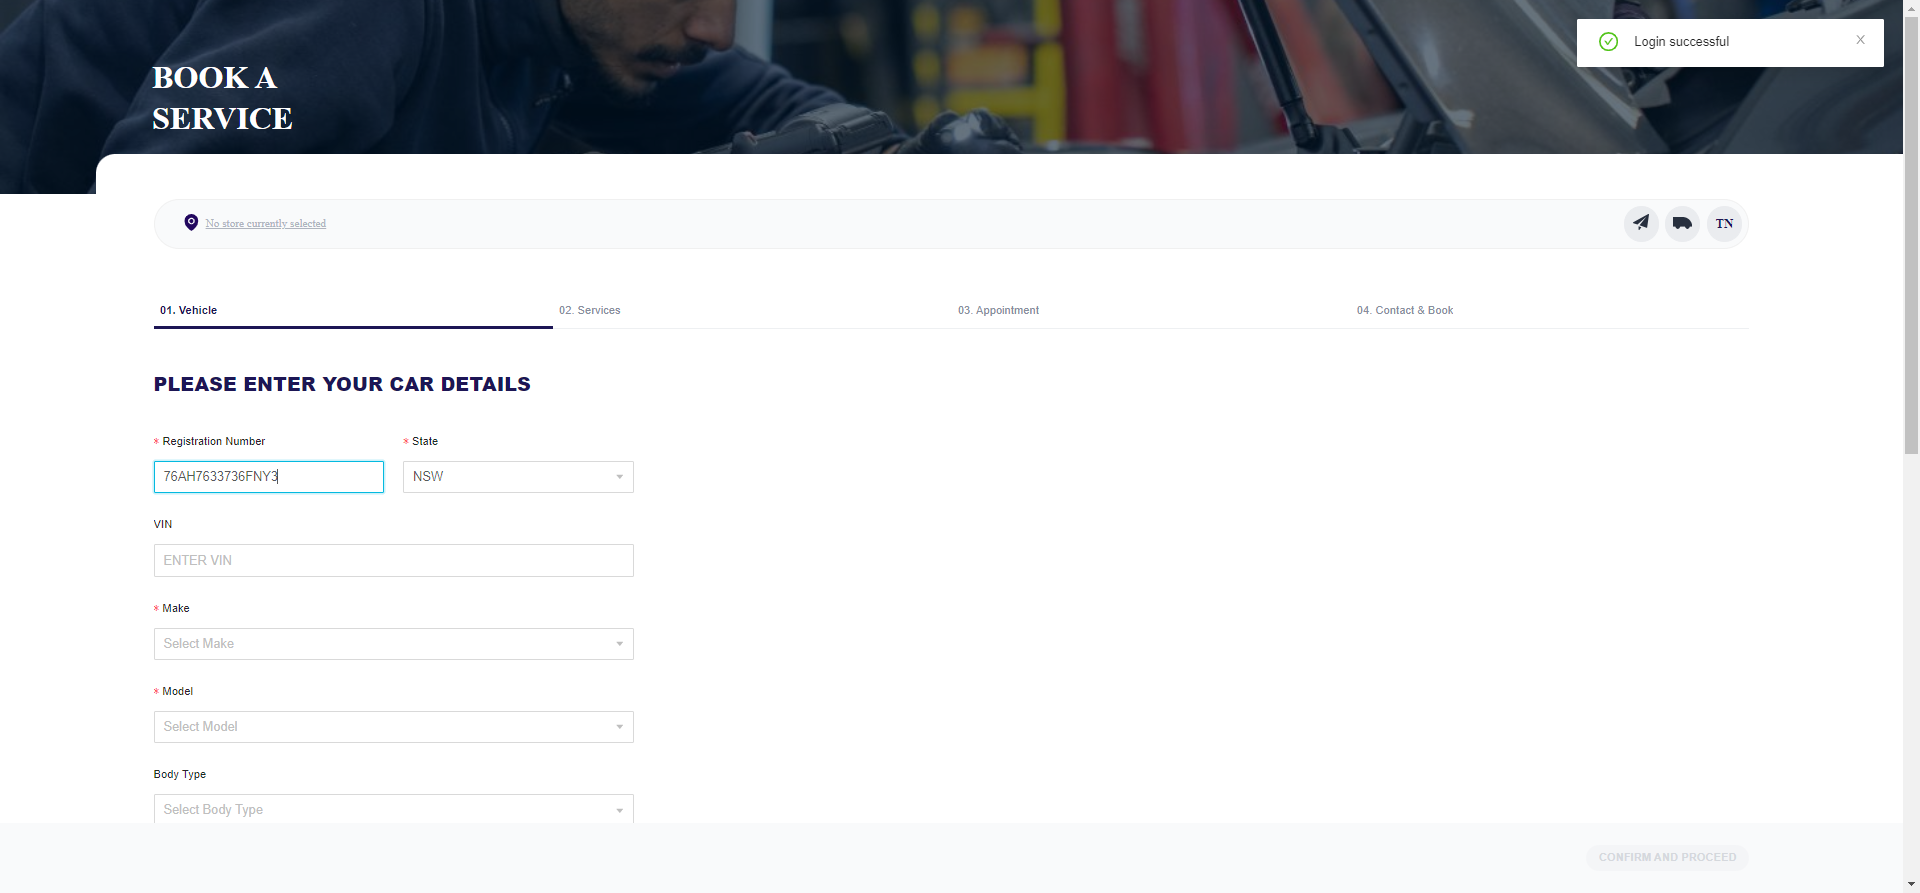 BOOK A
SERVICE
Login successful
No store currently selected
TN
01. Vehicle
02. Services
03. Appointment
04. Contact & Book
PLEASE ENTER YOUR CAR DETAILS
* Registration Number
* State
76AH7633736FNY3
NSW
VIN
ENTER VIN
* Make
Select Make
* Model
Select Model
Body Type
Select Body Type
CONFIRM AND PROCEED